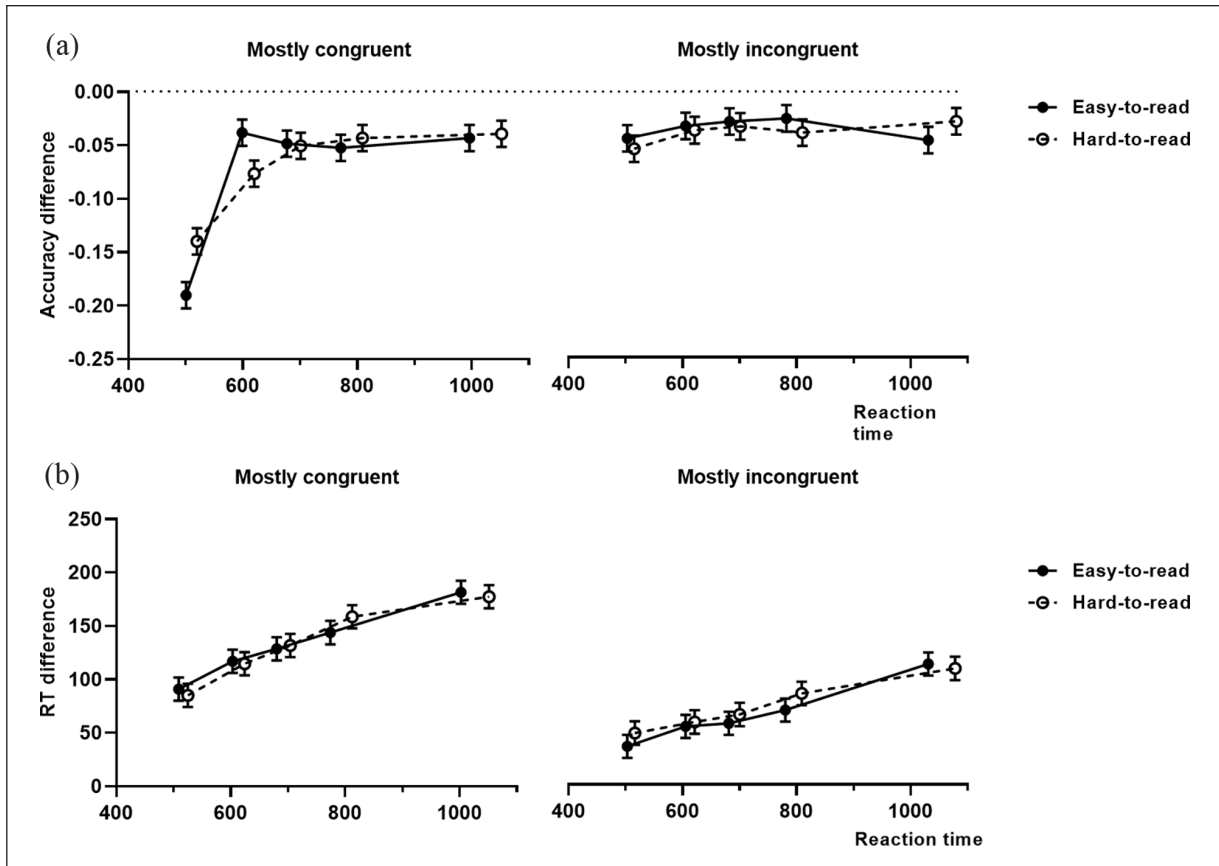 (a)
Mostly congruent
Mostly incongruent
0.00
-0.05
-0.10
-0.15
-0.20
-0.25
Accuracy difference
400 600 800 1000
400 600 800 1000
Reaction
time
Easy-to-read
Hard-to-read
(b)
Mostly congruent
Mostly incongruent
250
200
150
100
50
0
RT difference
400 600 800 1000
400 600 800 1000
Reaction time
Easy-to-read
Hard-to-read